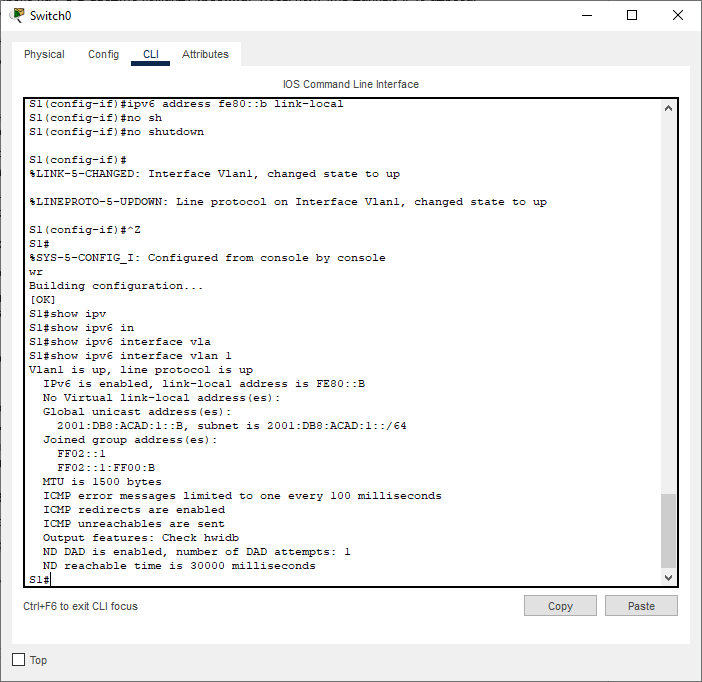 Switch0
Physical Config CLI Attributes
IOS Command Line Interface
S1(config-if)#ipv6 address fe80::b link-local
S1(config-if)#no sh
S1(config-if)#no shutdown
S1(config-if)#
%LINK-5-CHANGED: Interface Vlan1, changed state to up
%LINEPROTO-5-UPDOWN: Line protocol on Interface Vlan1, changed state to up
S1(config-if)#^Z
S1#
%SYS-5-CONFIG_I: Configured from console by console
wr
Building configuration...
[OK]
S1#show ipv
S1#show ipv6 in
S1#show ipv6 interface vla
S1#show ipv6 interface vlan 1
Vlan1 is up, line protocol is up
IPv6 is enabled, link-local address is FE80::B
No Virtual link-local address(es):
Global unicast address(es):
2001:DB8:ACAD:1::B, subnet is 2001:DB8:ACAD:1::/64
Joined group address(es):
FF02::1
FF02::1:FF00:B
MTU is 1500 bytes
ICMP error messages limited to one every 100 milliseconds
ICMP redirects are enabled
ICMP unreachables are sent
Output features: Check hwidb
ND DAD is enabled, number of DAD attempts: 1
ND reachable time is 30000 milliseconds
S1#
Ctrl+F6 to exit CLI focus
Copy Paste
Top